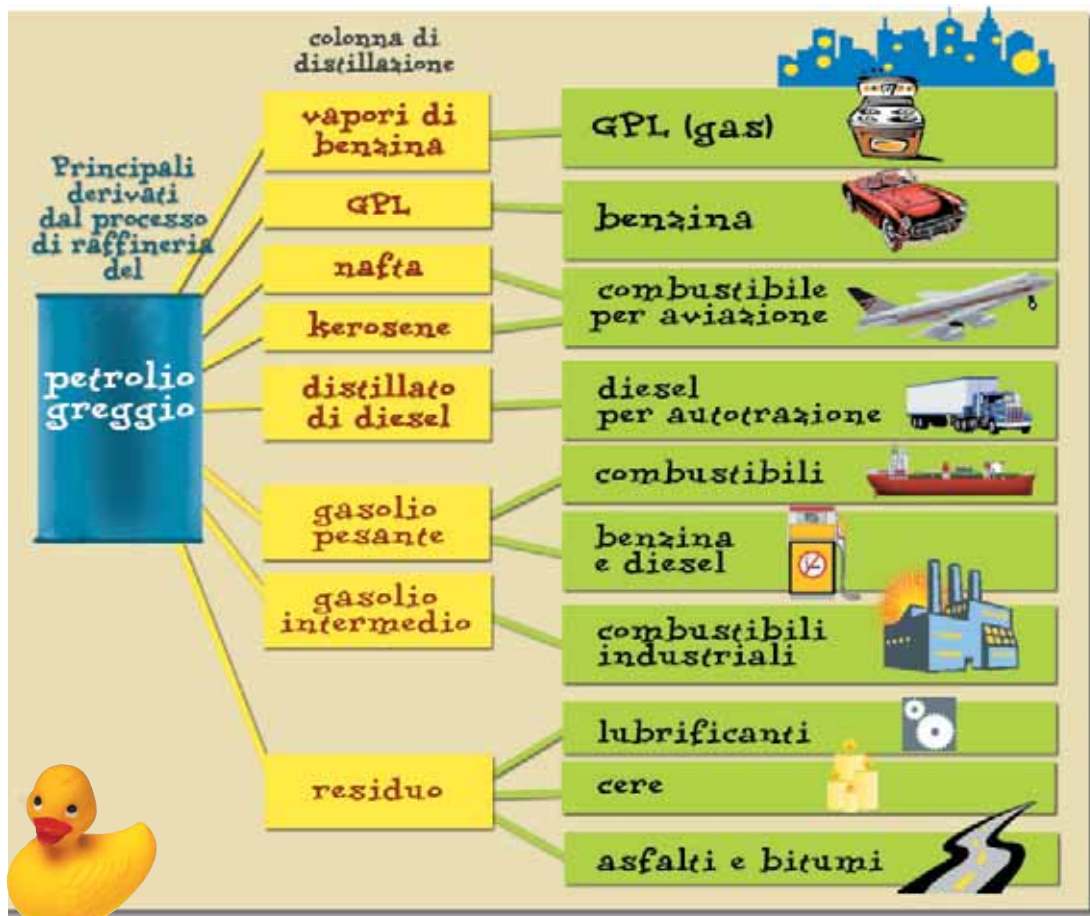 colonna di
distillazione
Principali
derivati
dal processo
di raffineria
del
petrolio
greggio
vapori di
benzina
GPL
nafta
kerosene
distillato
di diesel
gasolio
pesante
gasolio
intermedio
residuo
GPL (gas)
benzina
combustibile
per aviazione
diesel
per autotrazione
combustibili
benzina
e diesel
combustibili
industriali
lubrificanti
cere
asfalti e bitumi